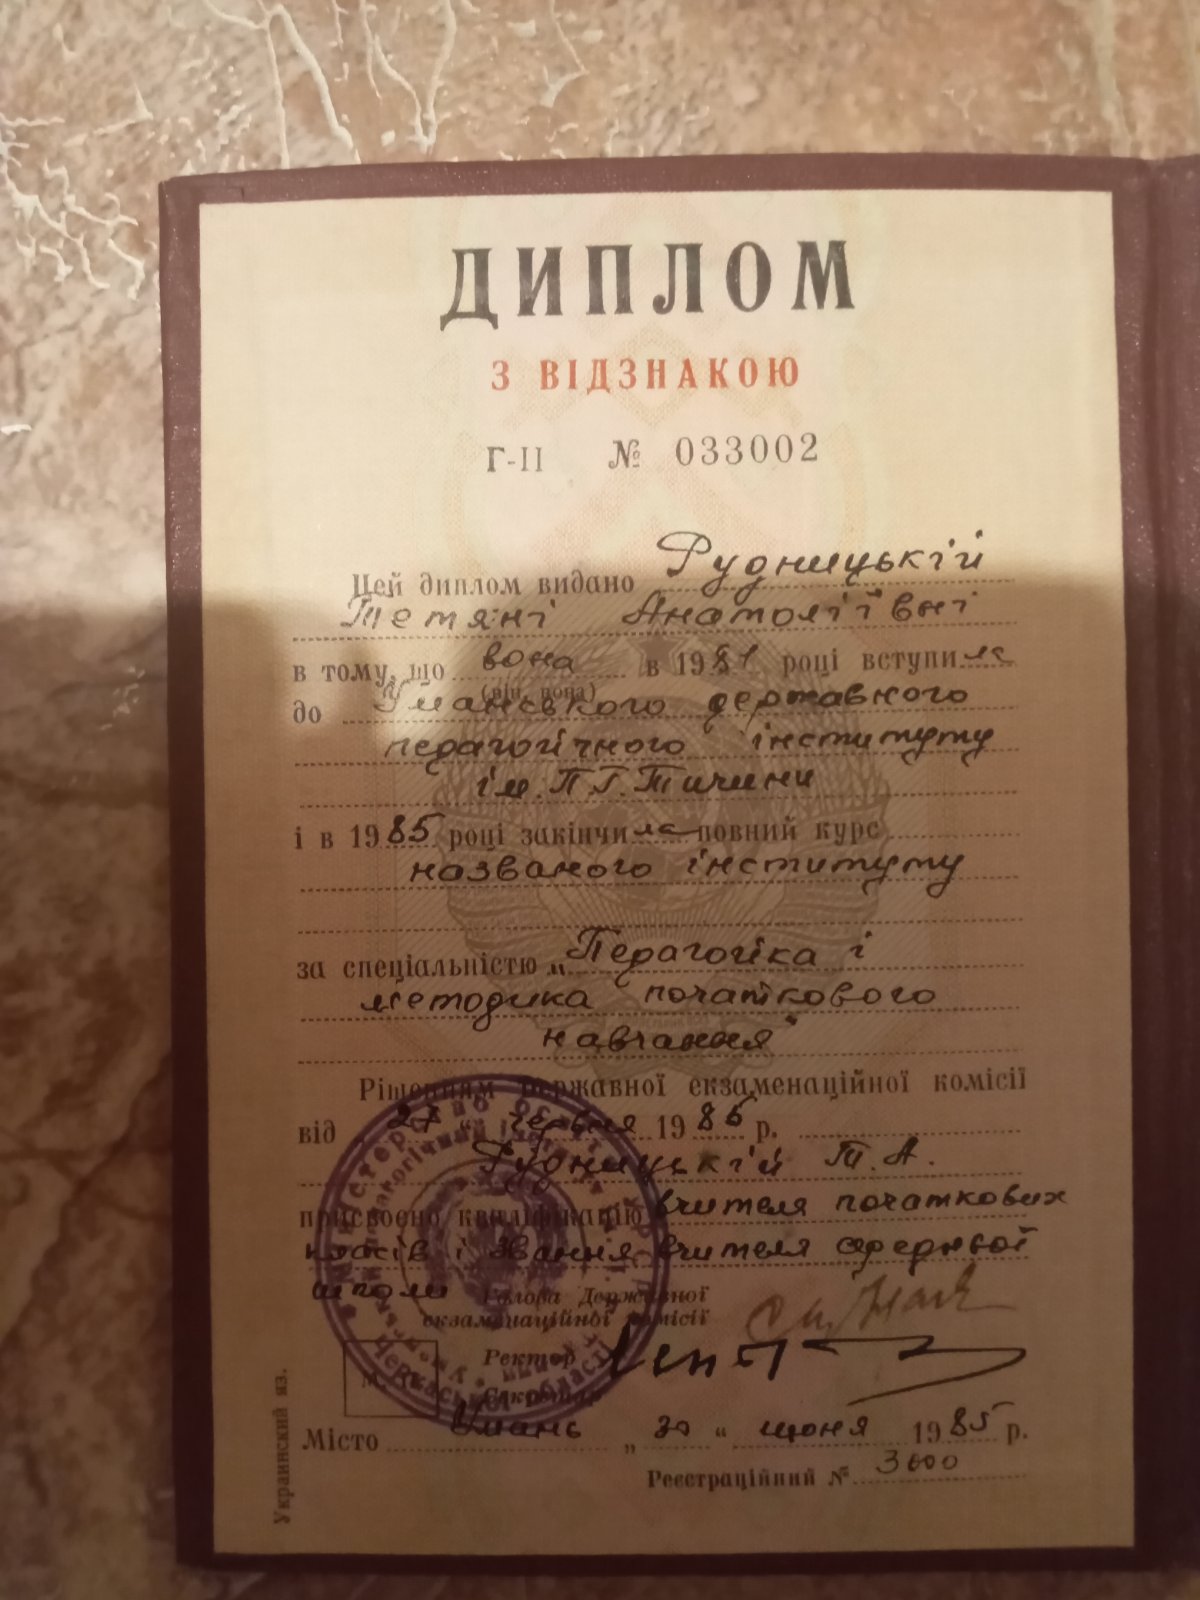 ДИПЛОМ
З ВІДЗНАКОЮ
Г-II № 033002
Цей диплом видано Рудницькій
Тетяні Анатоліївні
в тому, що вона в 1981 році вступила
(він, вона)
до Уманського державного
педагогічного інституту
ім. П.Г. Тичини
і в 1985 році закінчила повний курс
названого інституту
за спеціальністю „Педагогіка і
методика початкового
навчання"
Рішенням Державної екзаменаційної комісії
від „27" червня 1985 р.
Рудницькій Т.А.
присвоєно кваліфікацію вчителя початкових
класів і звання вчителя середньої
школи
Голова Державної
екзаменаційної комісії
Ректор
Секретар
Місто Умань „30" июня 1985 р.
Реєстраційний № 3600
Украинский яз.